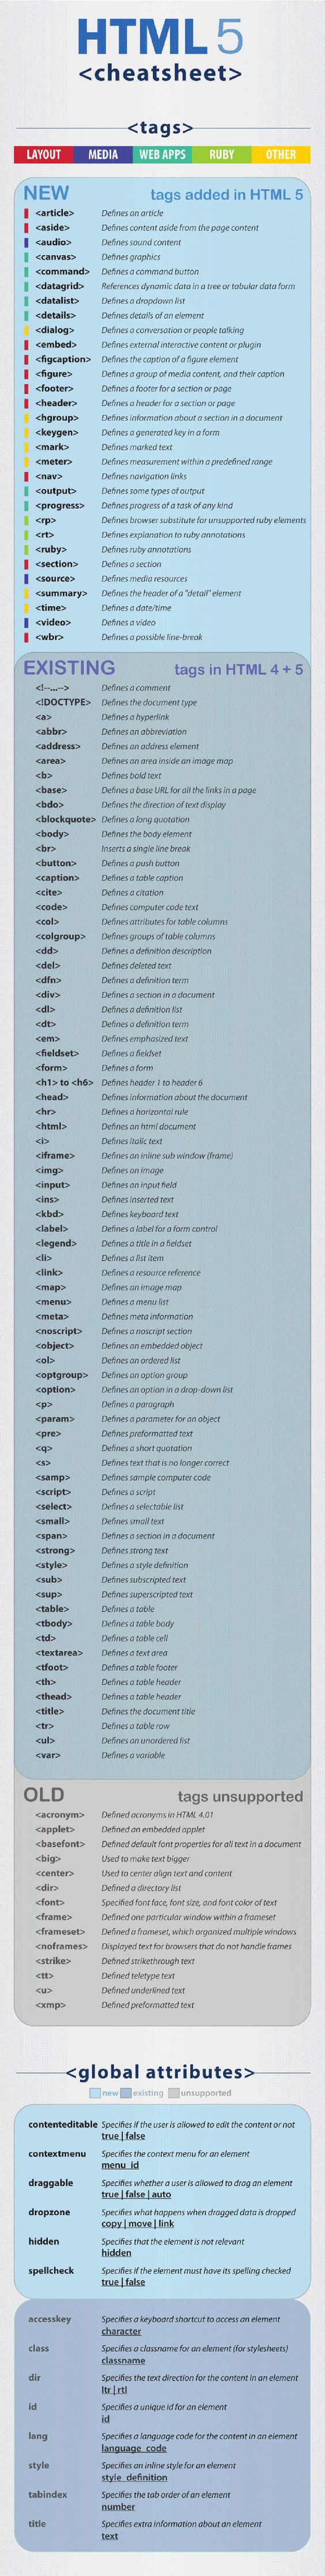 HTML 5
<cheatsheet>
<tags>
LAYOUT MEDIA WEB APPS RUBY OTHER
NEW tags added in HTML 5
<article> Defines an article
<aside> Defines content aside from the page content
<audio> Defines sound content
<canvas> Defines graphics
<command> Defines a command button
<datagrid> References dynamic data in a tree or tabular data form
<datalist> Defines a dropdown list
<details> Defines details of an element
<dialog> Defines a conversation or people talking
<embed> Defines external interactive content or plugin
<figcaption> Defines the caption of a figure element
<figure> Defines a group of media content, and their caption
<footer> Defines a footer for a section or page
<header> Defines a header for a section or page
<hgroup> Defines information about a section in a document
<keygen> Defines a generated key in a form
<mark> Defines marked text
<meter> Defines measurement within a predefined range
<nav> Defines navigation links
<output> Defines some types of output
<progress> Defines progress of a task of any kind
<rp> Defines browser substitute for unsupported ruby elements
<rt> Defines explanation to ruby annotations
<ruby> Defines ruby annotations
<section> Defines a section
<source> Defines media resources
<summary> Defines the header of a "detail" element
<time> Defines a date/time
<video> Defines a video
<wbr> Defines a possible line-break
EXISTING tags in HTML 4 + 5
<!--...--> Defines a comment
<!DOCTYPE> Defines the document type
<a> Defines a hyperlink
<abbr> Defines an abbreviation
<address> Defines an address element
<area> Defines an area inside an image map
<b> Defines bold text
<base> Defines a base URL for all the links in a page
<bdo> Defines the direction of text display
<blockquote> Defines a long quotation
<body> Defines the body element
<br> Inserts a single line break
<button> Defines a push button
<caption> Defines a table caption
<cite> Defines a citation
<code> Defines computer code text
<col> Defines attributes for table columns
<colgroup> Defines groups of table columns
<dd> Defines a definition description
<del> Defines deleted text
<dfn> Defines a definition term
<div> Defines a section in a document
<dl> Defines a definition list
<dt> Defines a definition term
<em> Defines emphasized text
<fieldset> Defines a fieldset
<form> Defines a form
<h1> to <h6> Defines header 1 to header 6
<head> Defines information about the document
<hr> Defines a horizontal rule
<html> Defines an html document
<i> Defines italic text
<iframe> Defines an inline sub window (frame)
<img> Defines an image
<input> Defines an input field
<ins> Defines inserted text
<kbd> Defines keyboard text
<label> Defines a label for a form control
<legend> Defines a title in a fieldset
<li> Defines a list item
<link> Defines a resource reference
<map> Defines an image map
<menu> Defines a menu list
<meta> Defines meta information
<noscript> Defines a noscript section
<object> Defines an embedded object
<ol> Defines an ordered list
<optgroup> Defines an option group
<option> Defines an option in a drop-down list
<p> Defines a paragraph
<param> Defines a parameter for an object
<pre> Defines preformatted text
<q> Defines a short quotation
<s> Defines text that is no longer correct
<samp> Defines sample computer code
<script> Defines a script
<select> Defines a selectable list
<small> Defines small text
<span> Defines a section in a document
<strong> Defines strong text
<style> Defines a style definition
<sub> Defines subscripted text
<sup> Defines superscripted text
<table> Defines a table
<tbody> Defines a table body
<td> Defines a table cell
<textarea> Defines a text area
<tfoot> Defines a table footer
<th> Defines a table header
<thead> Defines a table header
<title> Defines the document title
<tr> Defines a table row
<ul> Defines an unordered list
<var> Defines a variable
OLD tags unsupported
<acronym> Defined acronyms in HTML 4.01
<applet> Defined an embedded applet
<basefont> Defined default font properties for all text in a document
<big> Used to make text bigger
<center> Used to center align text and content
<dir> Defined a directory list
<font> Specified font face, font size, and font color of text
<frame> Defined one particular window within a frameset
<frameset> Defined a frameset, which organized multiple windows
<noframes> Displayed text for browsers that do not handle frames
<strike> Defined strikethrough text
<tt> Defined teletype text
<u> Defined underlined text
<xmp> Defined preformatted text
<global attributes>
new existing unsupported
contenteditable Specifies if the user is allowed to edit the content or not
true | false
contextmenu Specifies the context menu for an element
menu_id
draggable Specifies whether a user is allowed to drag an element
true | false | auto
dropzone Specifies what happens when dragged data is dropped
copy | move | link
hidden Specifies that the element is not relevant
hidden
spellcheck Specifies if the element must have its spelling checked
true | false
accesskey Specifies a keyboard shortcut to access an element
character
class Specifies a classname for an element (for stylesheets)
classname
dir Specifies the text direction for the content in an element
ltr | rtl
id Specifies a unique id for an element
id
lang Specifies a language code for the content in an element
language_code
style Specifies an inline style for an element
style_definition
tabindex Specifies the tab order of an element
number
title Specifies extra information about an element
text